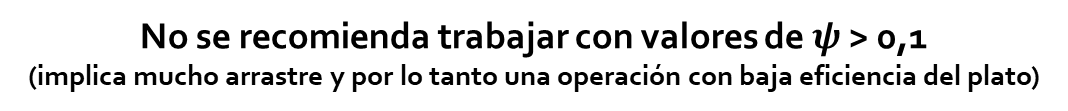 No se recomienda trabajar con valores de ψ > 0,1
(implica mucho arrastre y por lo tanto una operación con baja eficiencia del plato)